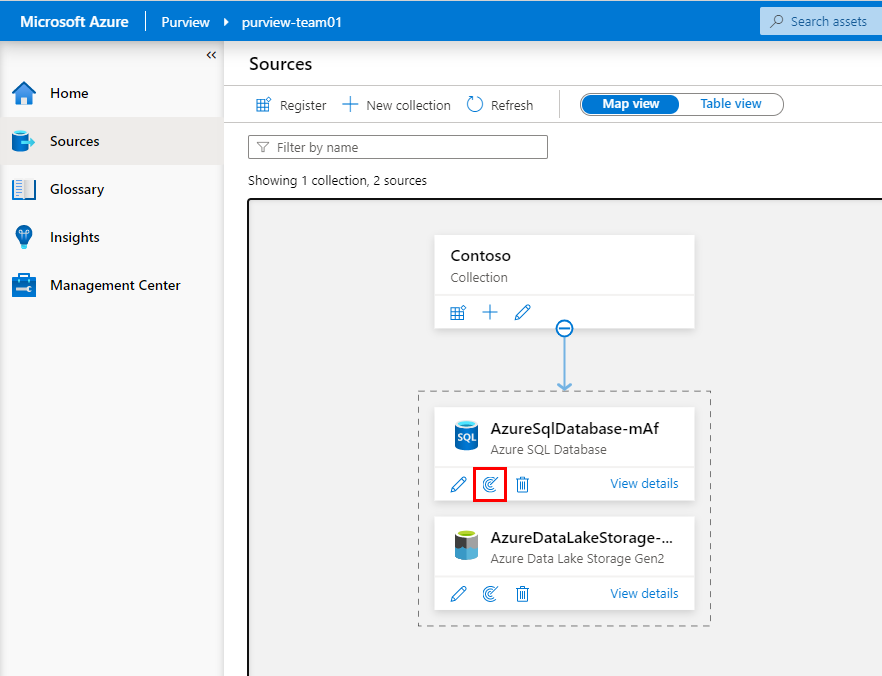 Microsoft Azure Purview purview-team01 Search assets
«
Home
Sources
Glossary
Insights
Management Center
Sources
Register New collection Refresh Map view Table view
Filter by name
Showing 1 collection, 2 sources
Contoso
Collection
SQL AzureSqlDatabase-mAf
Azure SQL Database
View details
AzureDataLakeStorage-...
Azure Data Lake Storage Gen2
View details